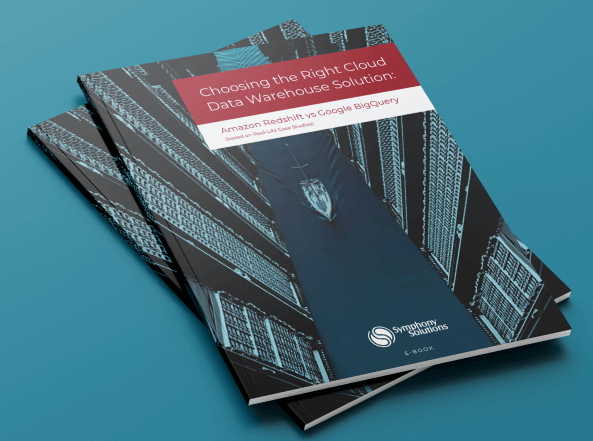 Choosing the Right Cloud
Data Warehouse Solution:
Amazon Redshift vs Google BigQuery
(based on Real-Life Case Studies)
Symphony
Solutions
E-BOOK